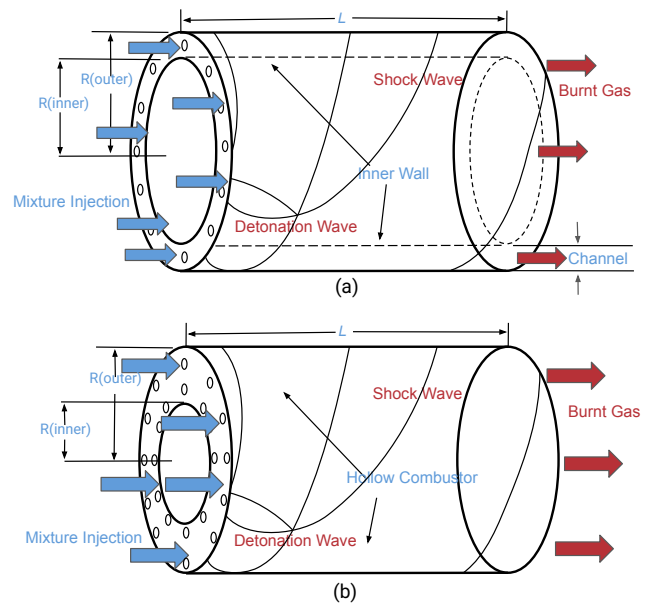 L
R(outer)
R(inner)
Shock Wave
Burnt Gas
Inner Wall
Mixture Injection
Detonation Wave
Channel
(a)
L
R(outer)
Shock Wave
Burnt Gas
R(inner)
Hollow Combustor
Mixture Injection
Detonation Wave
(b)